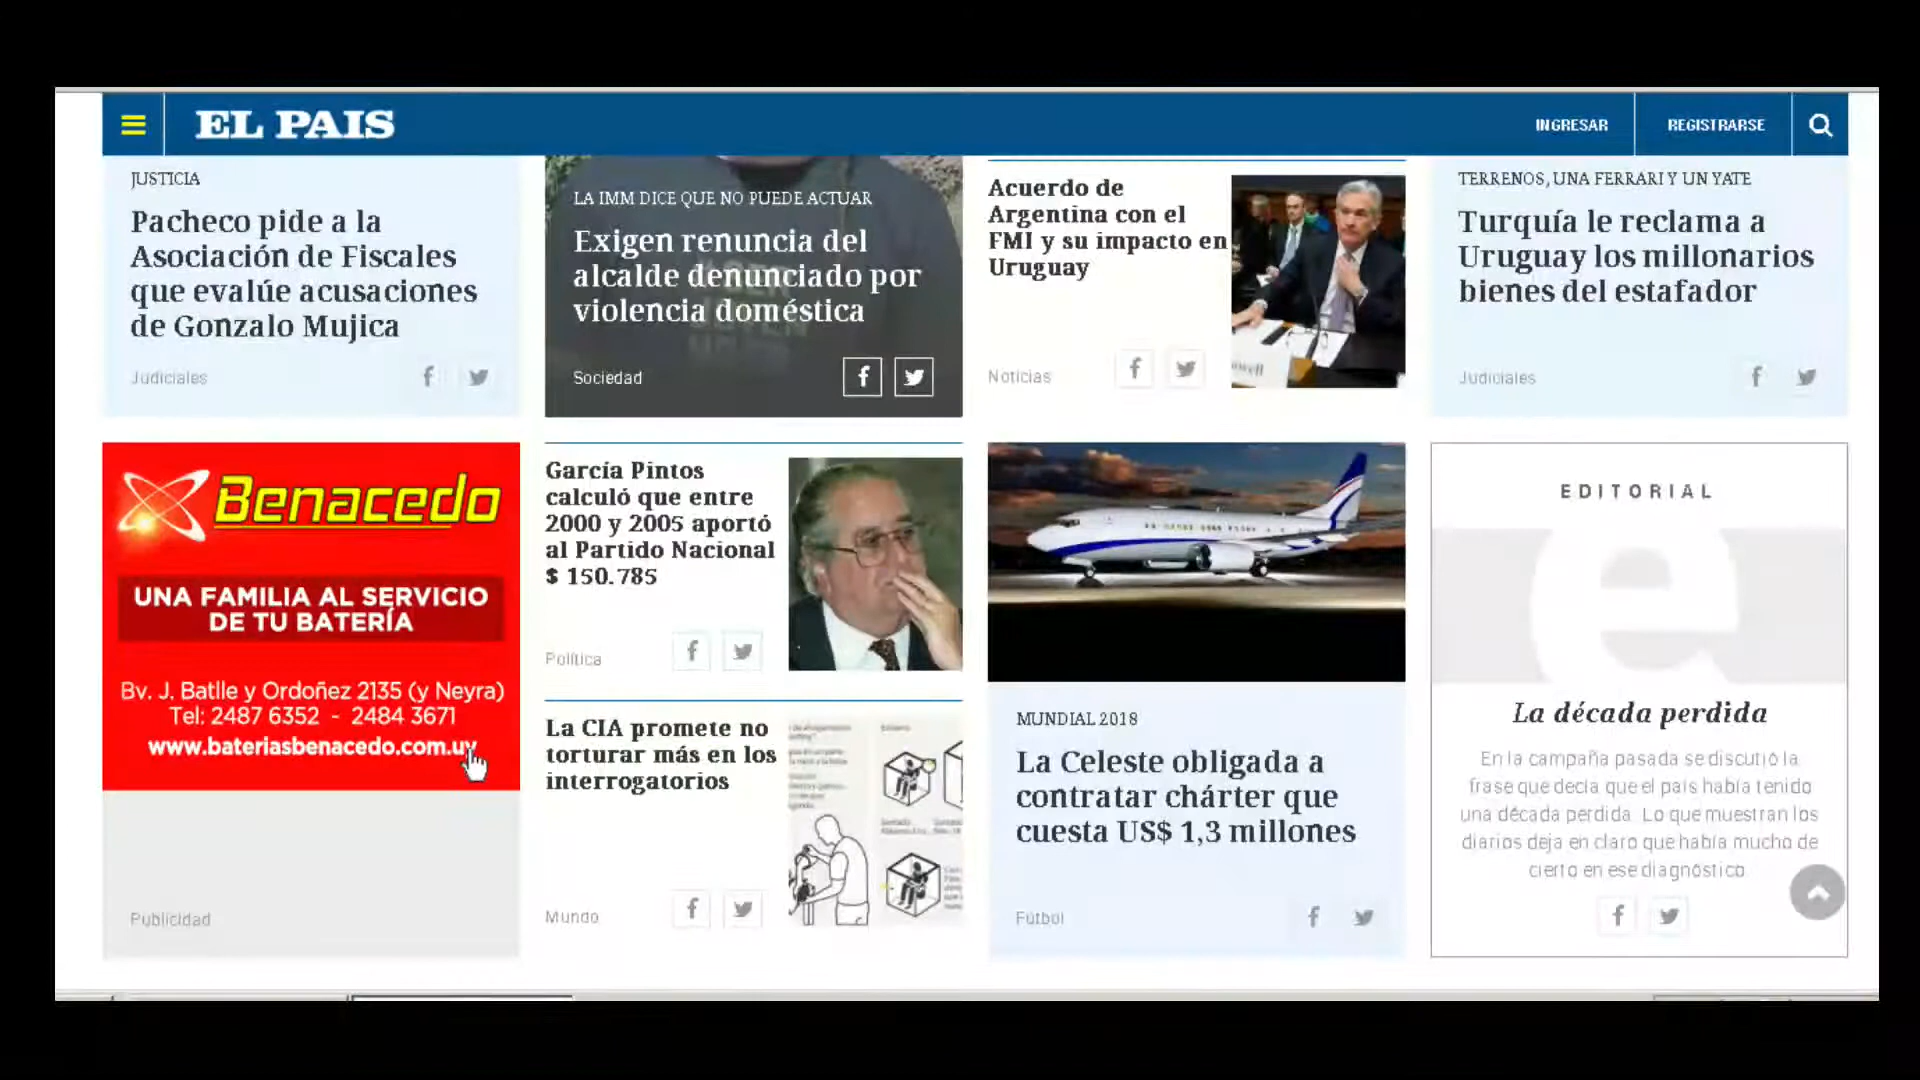 EL PAIS
INGRESAR
REGISTRARSE
JUSTICIA
Pacheco pide a la
Asociación de Fiscales
que evalúe acusaciones
de Gonzalo Mujica
Judiciales
LA IMM DICE QUE NO PUEDE ACTUAR
Exigen renuncia del
alcalde denunciado por
violencia doméstica
Sociedad
Acuerdo de
Argentina con el
FMI y su impacto en
Uruguay
Noticias
TERRENOS, UNA FERRARI Y UN YATE
Turquía le reclama a
Uruguay los millonarios
bienes del estafador
Judiciales
Benacedo
UNA FAMILIA AL SERVICIO
DE TU BATERÍA
Bv. J. Batlle y Ordoñez 2135 (y Neyra)
Tel: 2487 6352 - 2484 3671
www.bateriasbenacedo.com.uy
Publicidad
García Pintos
calculó que entre
2000 y 2005 aportó
al Partido Nacional
$ 150.785
Política
La CIA promete no
torturar más en los
interrogatorios
Mundo
MUNDIAL 2018
La Celeste obligada a
contratar chárter que
cuesta US$ 1,3 millones
Fútbol
EDITORIAL
e
La década perdida
En la campaña pasada se discutió la
frase que decía que el país había tenido
una década perdida. Lo que muestran los
diarios deja en claro que había mucho de
cierto en ese diagnóstico.